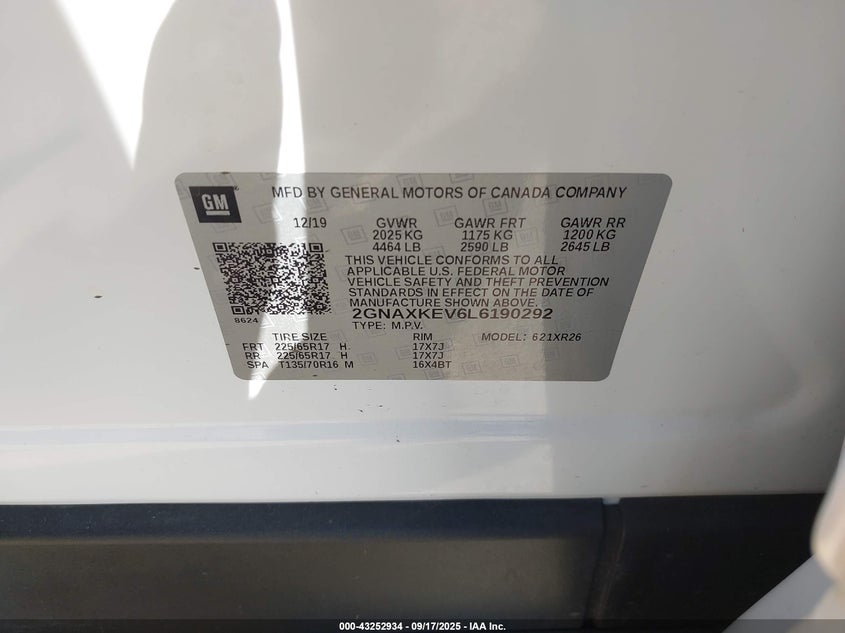 GM
MFD BY GENERAL MOTORS OF CANADA COMPANY
12/19 GVWR GAWR FRT GAWR RR
2025 KG 1175 KG 1200 KG
4464 LB 2590 LB 2645 LB
THIS VEHICLE CONFORMS TO ALL
APPLICABLE U.S. FEDERAL MOTOR
VEHICLE SAFETY AND THEFT PREVENTION
STANDARDS IN EFFECT ON THE DATE OF
MANUFACTURE SHOWN ABOVE.
8624
2GNAXKEV6L6190292
TYPE: M.P.V.
TIRE SIZE RIM MODEL: 621XR26
FRT 225/65R17 H 17X7J
RR 225/65R17 H 17X7J
SPA T135/70R16 M 16X4BT
000-43252934 - 09/17/2025 - IAA Inc.